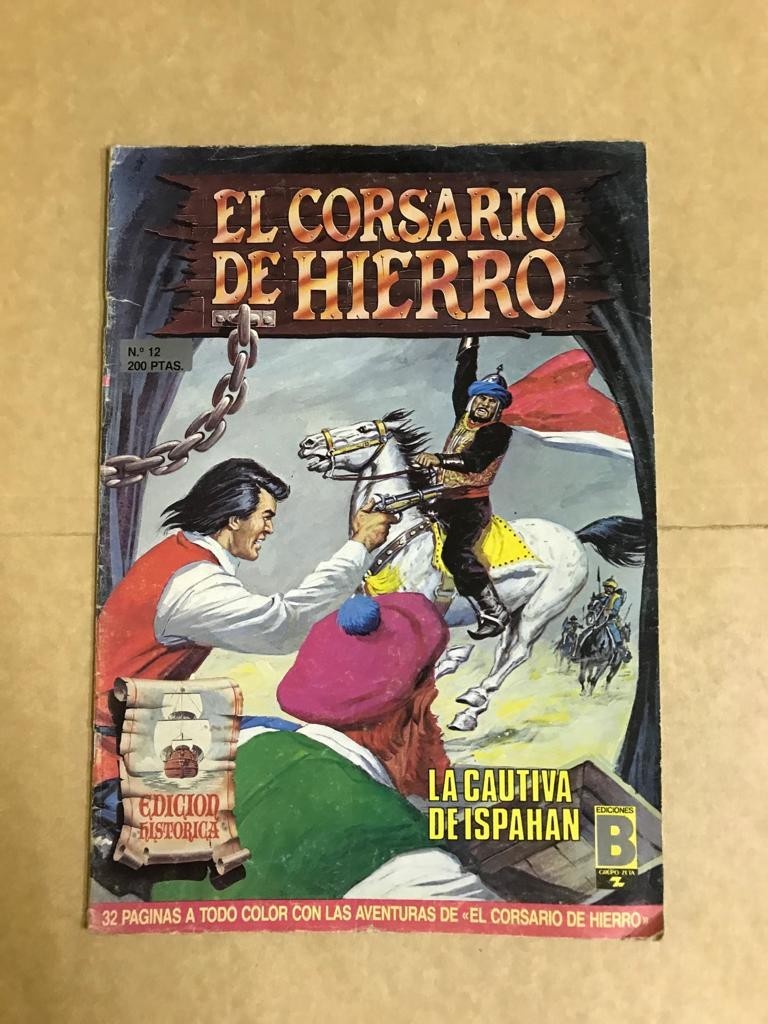 EL CORSARIO
DE HIERRO
N.º 12
200 PTAS.
EDICION
HISTORICA
LA CAUTIVA
DE ISPAHAN
EDICIONES
B
GRUPO ZETA
Z
32 PAGINAS A TODO COLOR CON LAS AVENTURAS DE «EL CORSARIO DE HIERRO»